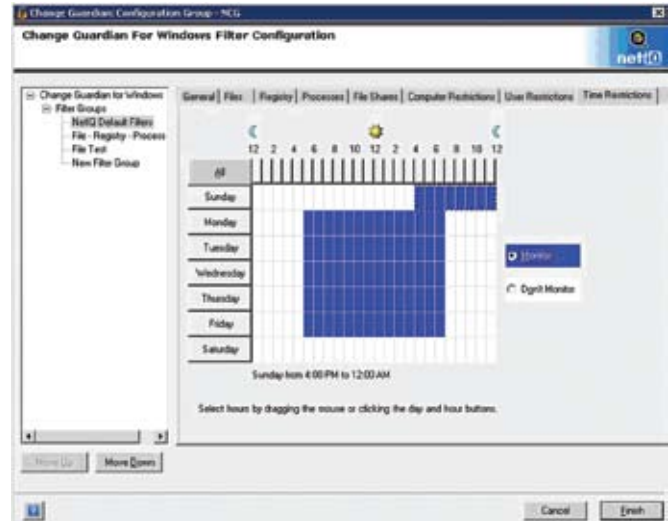 Change Guardian: Configuration Group - NCG
Change Guardian For Windows Filter Configuration
netIQ
Change Guardian for Windows
Filter Groups
NetIQ Default Filters
File - Registry - Process
File Test
New Filter Group
General Files Registry Processes File Shares Computer Restrictions User Restrictions Time Restrictions
12 2 4 6 8 10 12 2 4 6 8 10 12
All
Sunday
Monday
Tuesday
Wednesday
Thursday
Friday
Saturday
Monitor
Don't Monitor
Sunday from 4:00 PM to 12:00 AM
Select hours by dragging the mouse or clicking the day and hour buttons.
Move Up Move Down
Cancel Finish